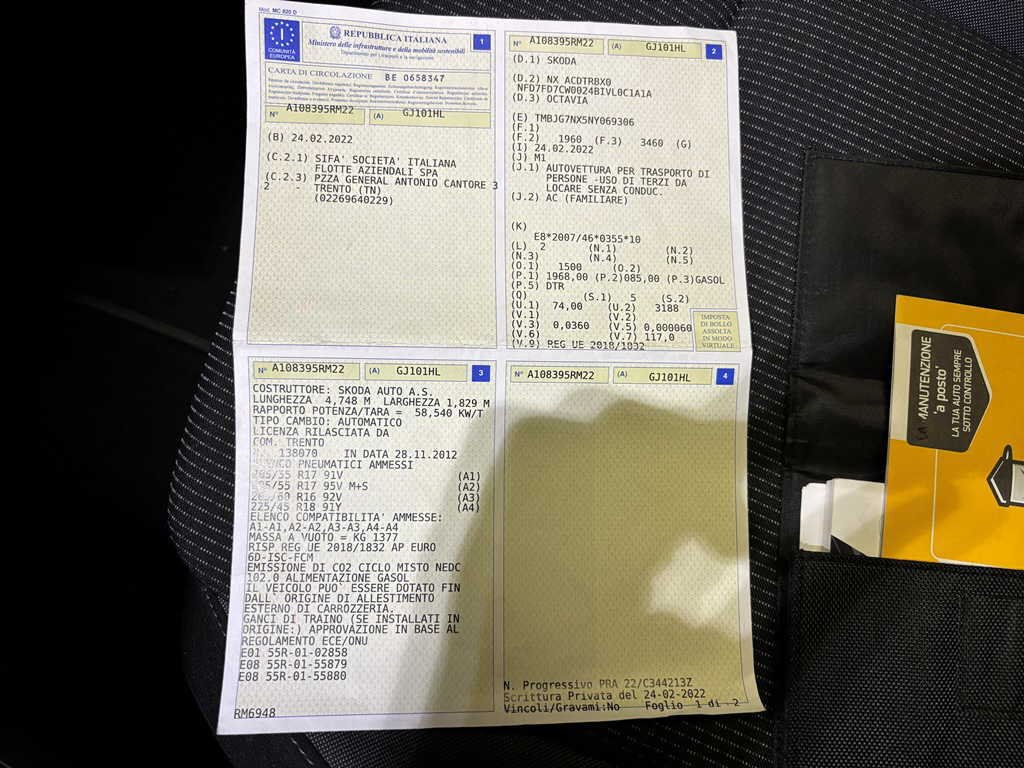 Mod. MC 820 D
COMUNITÀ
EUROPEA
REPUBBLICA ITALIANA
Ministero delle infrastrutture e della mobilità sostenibili
Dipartimento per i trasporti e la navigazione
1
CARTA DI CIRCOLAZIONE BE 0658347
N° A108395RM22 (A) GJ101HL
(B) 24.02.2022
(C.2.1) SIFA' SOCIETA' ITALIANA
FLOTTE AZIENDALI SPA
(C.2.3) PZZA GENERAL ANTONIO CANTORE 3
2 - TRENTO (TN)
(02269640229)
N° A108395RM22 (A) GJ101HL 2
(D.1) SKODA
(D.2) NX ACDTRBX0
NFD7FD7CW0024BIVL0C1A1A
(D.3) OCTAVIA
(E) TMBJG7NX5NY069306
(F.1)
(F.2) 1960 (F.3) 3460 (G)
(I) 24.02.2022
(J) M1
(J.1) AUTOVETTURA PER TRASPORTO DI
PERSONE -USO DI TERZI DA
LOCARE SENZA CONDUC.
(J.2) AC (FAMILIARE)
(K)
E8*2007/46*0355*10
(L) 2 (N.1) (N.2)
(N.3) (N.4) (N.5)
(O.1) 1500 (O.2)
(P.1) 1968,00 (P.2)085,00 (P.3)GASOL
(P.5) DTR
(Q) (S.1) 5 (S.2)
(U.1) 74,00 (U.2) 3188
(V.1) (V.2)
(V.3) 0,0360 (V.5) 0,000060
(V.6) (V.7) 117,0
(V.9) REG UE 2018/1832
IMPOSTA
DI BOLLO
ASSOLTA
IN MODO
VIRTUALE
N° A108395RM22 (A) GJ101HL 3
COSTRUTTORE: SKODA AUTO A.S.
LUNGHEZZA 4,748 M LARGHEZZA 1,829 M
RAPPORTO POTENZA/TARA = 58,540 KW/T
TIPO CAMBIO: AUTOMATICO
LICENZA RILASCIATA DA
COM. TRENTO
138070 IN DATA 28.11.2012
PNEUMATICI AMMESSI
R17 91V (A1)
R17 95V M+S (A2)
R16 92V (A3)
225/45 R18 91Y (A4)
ELENCO COMPATIBILITA' AMMESSE:
A1-A1,A2-A2,A3-A3,A4-A4
MASSA A VUOTO = KG 1377
RISP REG UE 2018/1832 AP EURO
6D-ISC-FCM
EMISSIONE DI CO2 CICLO MISTO NEDC
102.0 ALIMENTAZIONE GASOL
IL VEICOLO PUO` ESSERE DOTATO FIN
DALL` ORIGINE DI ALLESTIMENTO
ESTERNO DI CARROZZERIA.
GANCI DI TRAINO (SE INSTALLATI IN
ORIGINE:) APPROVAZIONE IN BASE AL
REGOLAMENTO ECE/ONU
E01 55R-01-02858
E08 55R-01-55879
E08 55R-01-55880
RM6948
N° A108395RM22 (A) GJ101HL 4
N. Progressivo PRA 22/C344213Z
Scrittura Privata del 24-02-2022
Vincoli/Gravami:No Foglio 1 di 2
LA MANUTENZIONE
'a posto'
LA TUA AUTO SEMPRE
SOTTO CONTROLLO